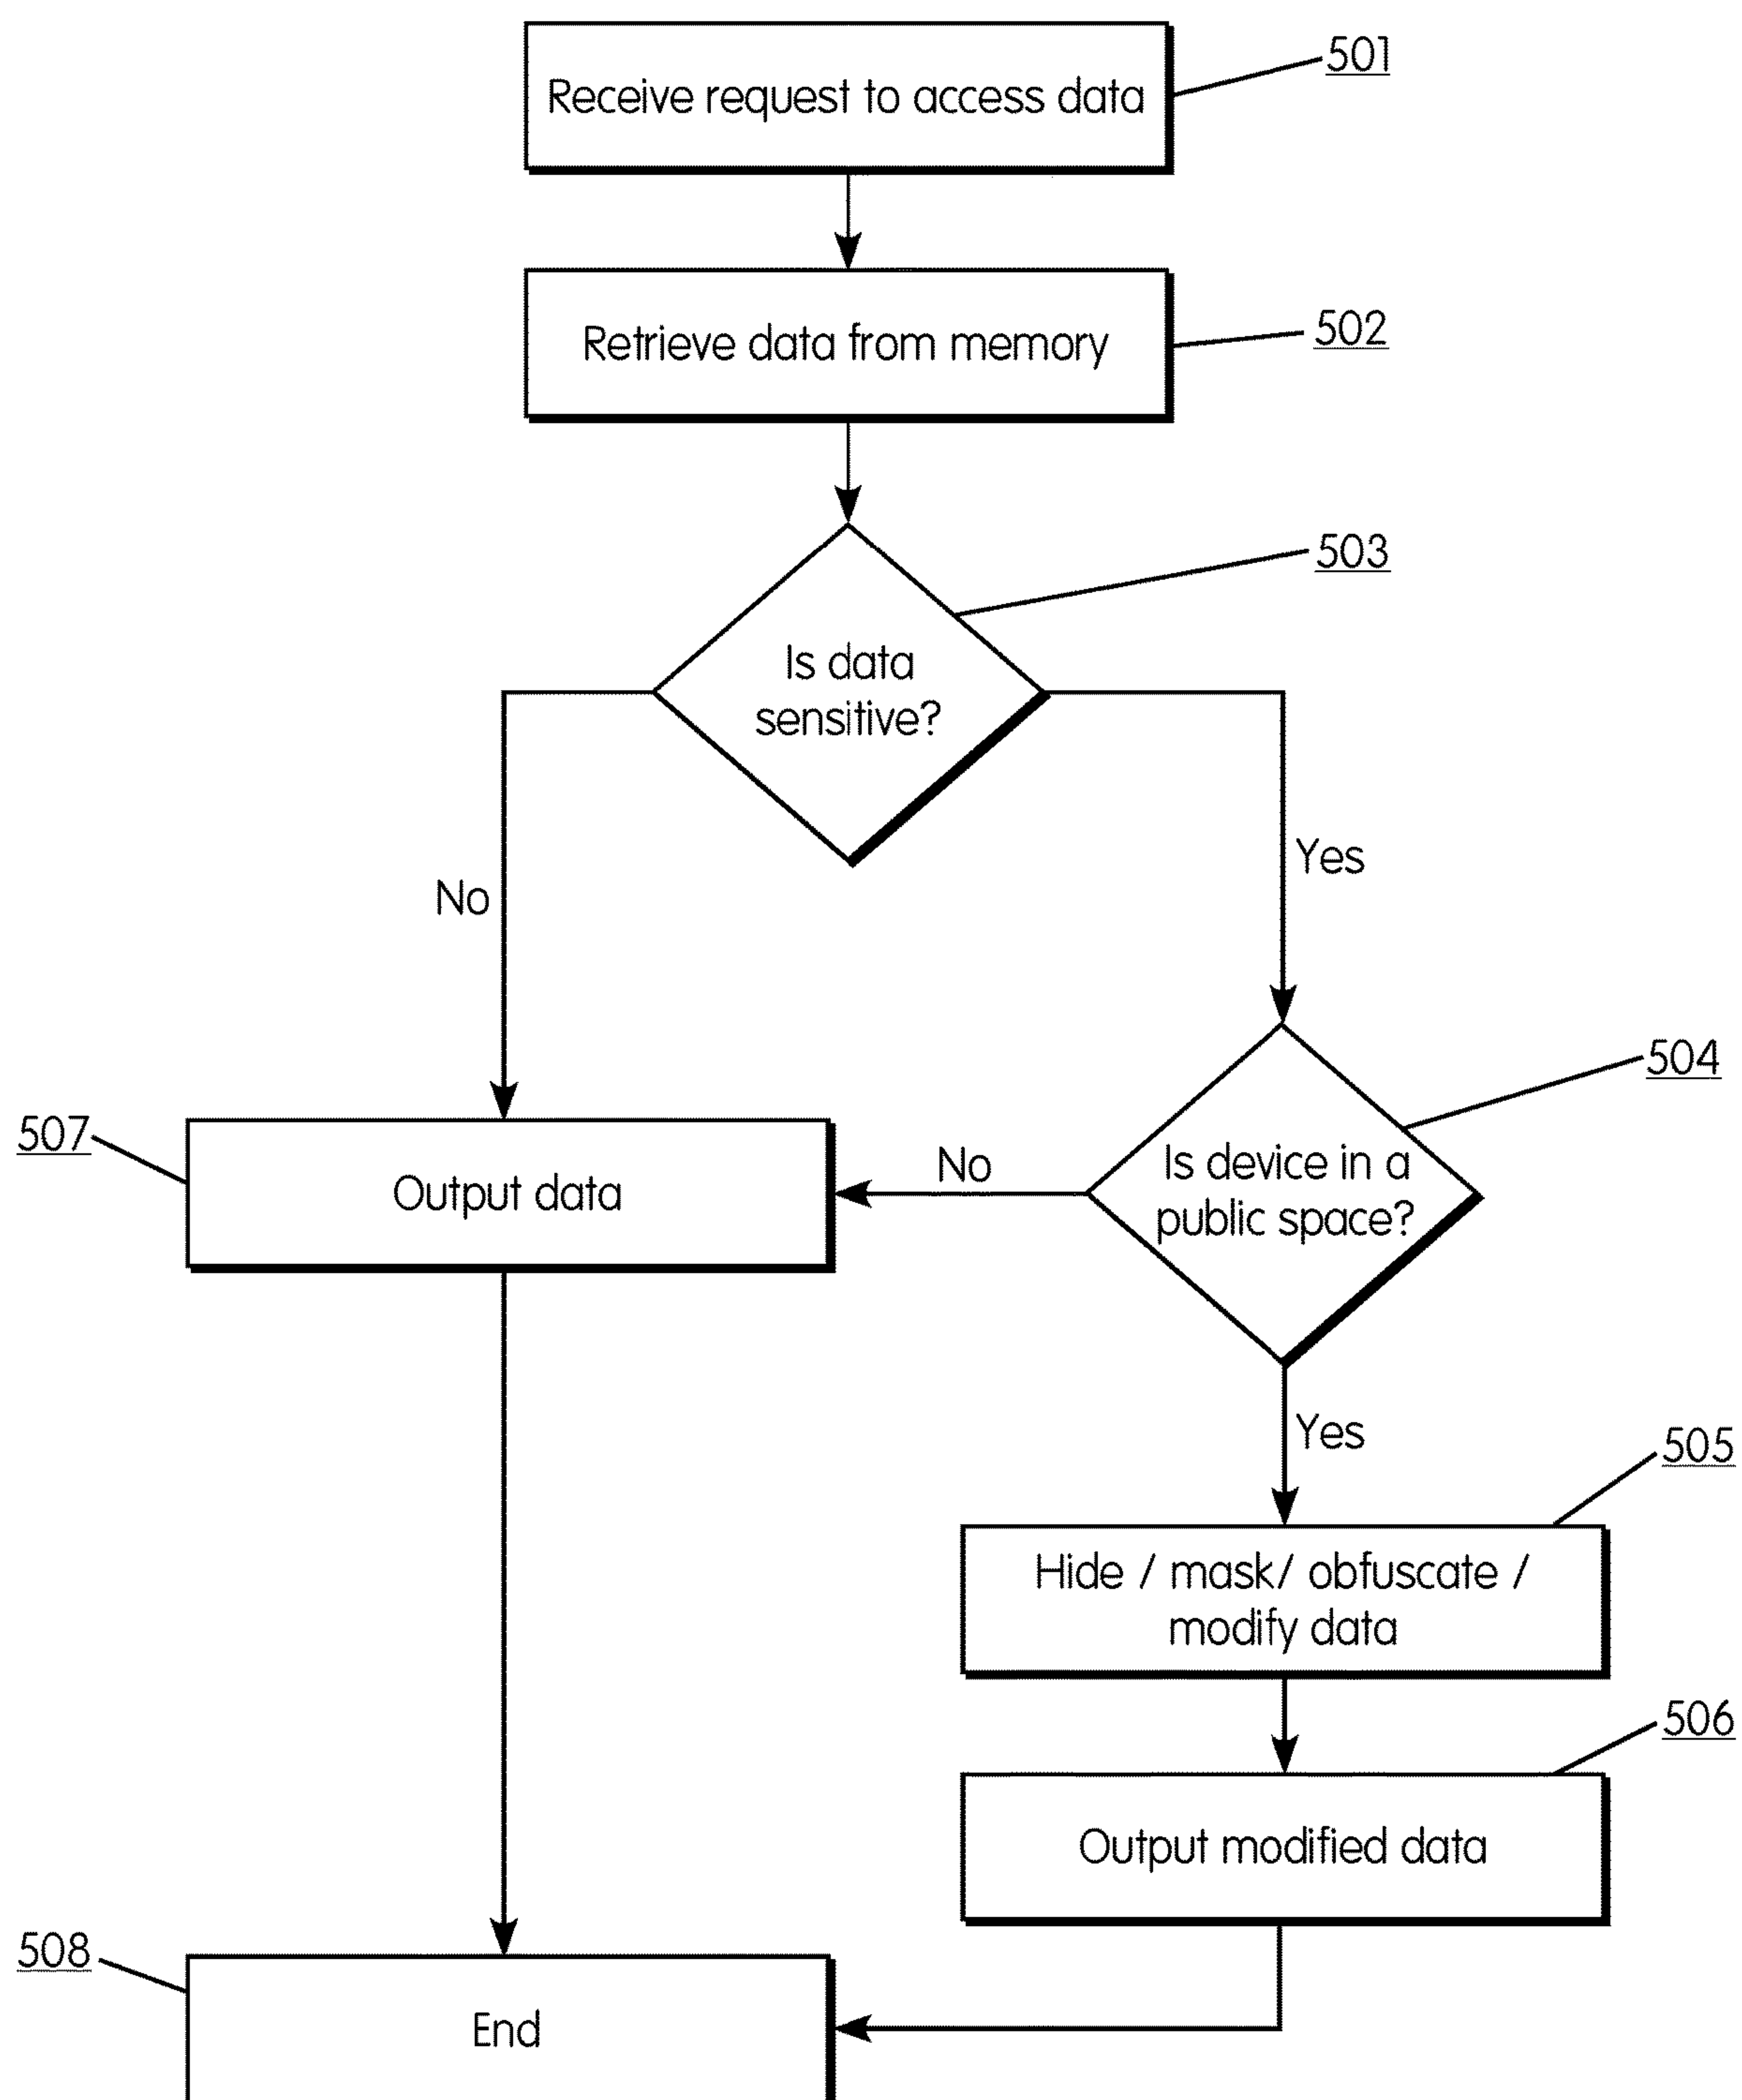 501
Receive request to access data
502
Retrieve data from memory
503
Is data
sensitive?
Yes
No
504
507
Is device in a
public space?
No
Output data
Yes
505
Hide / mask/ obfuscate /
modify data
506
Output modified data
508
End